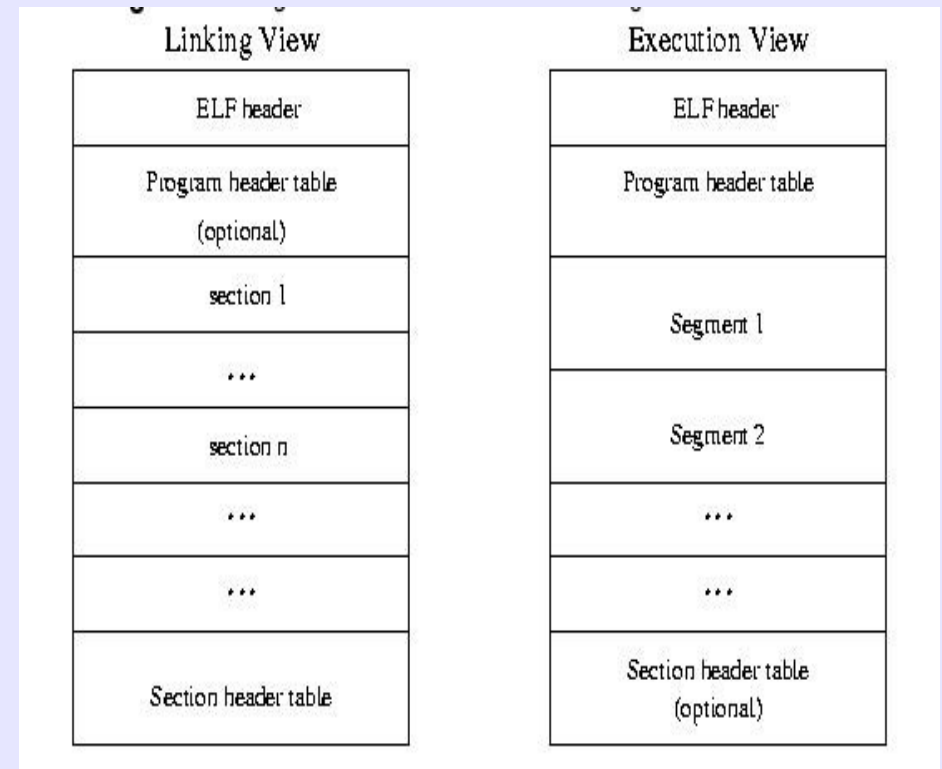 Linking View
ELF header
Program header table
(optional)
section 1
...
section n
...
...
Section header table
Execution View
ELF header
Program header table
Segment 1
Segment 2
...
...
Section header table
(optional)